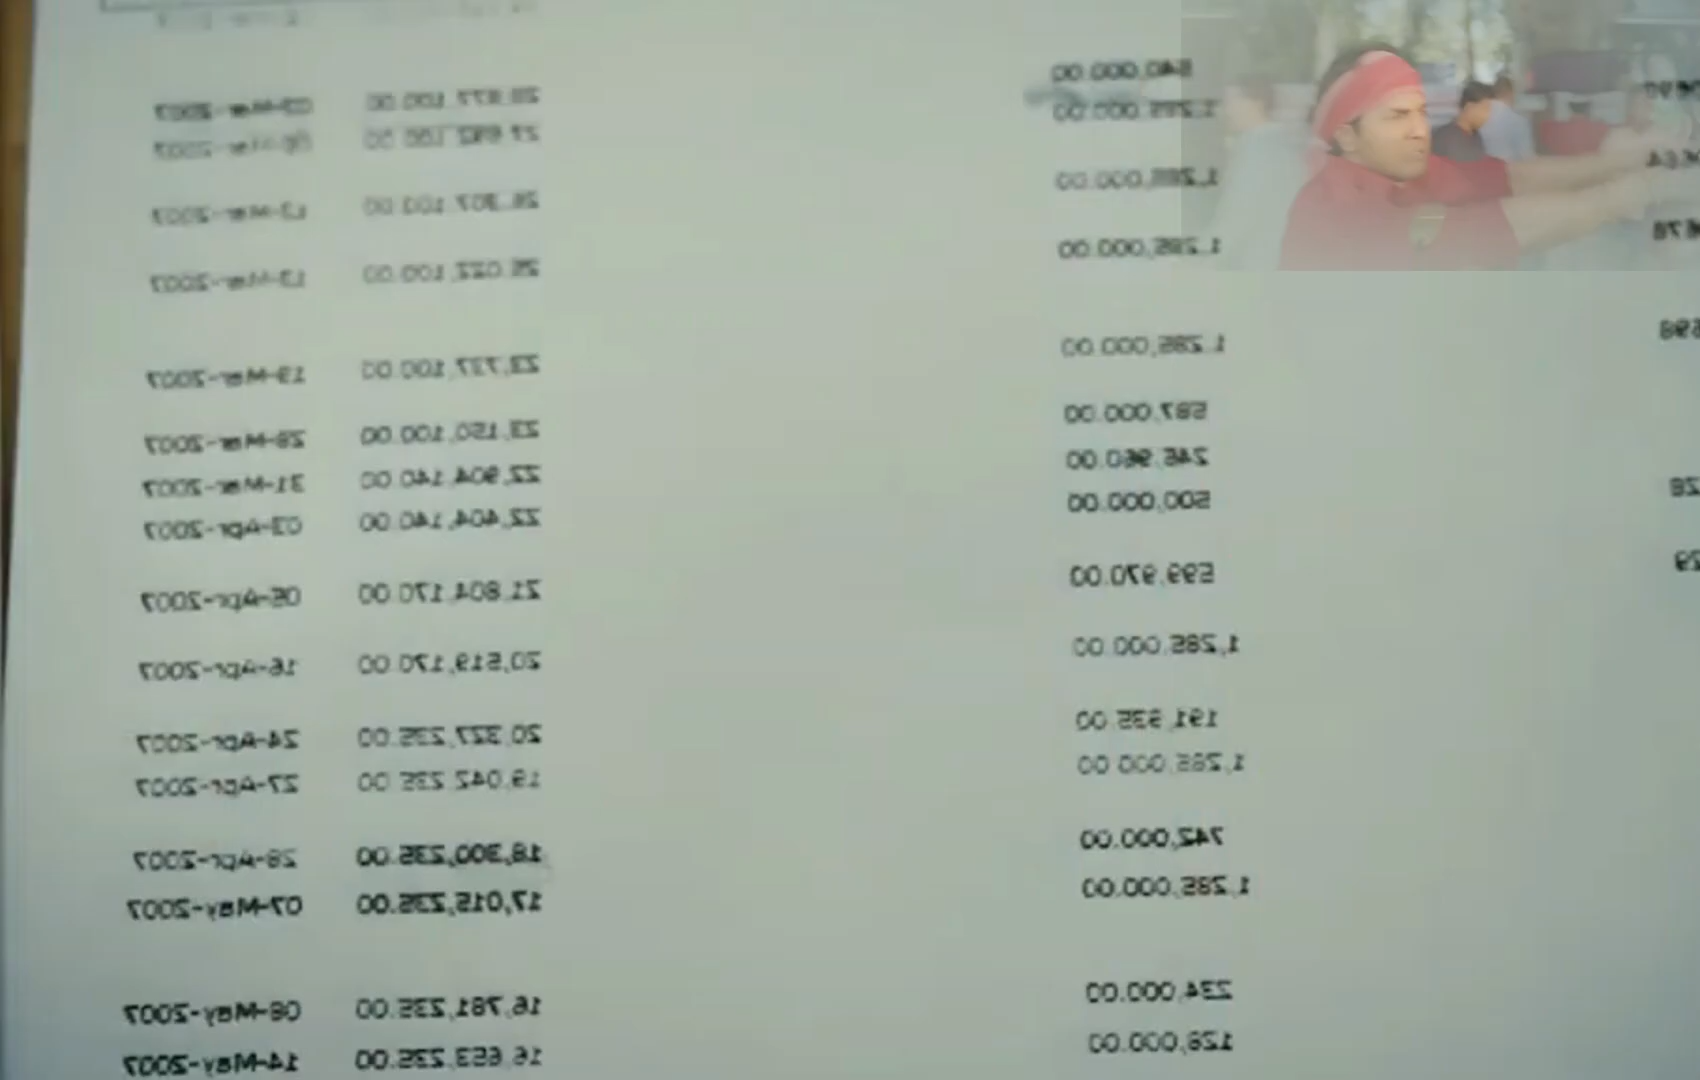 640,000.00 28,877,100.00 03-Mar-2007
1,285,000.00 27,592,100.00 06-Mar-2007
1,285,000.00 26,307,100.00 13-Mar-2007
1,285,000.00 25,022,100.00 13-Mar-2007
1,285,000.00 23,737,100.00 19-Mar-2007
587,000.00 23,150,100.00 28-Mar-2007
245,960.00 22,904,140.00 31-Mar-2007
500,000.00 22,404,140.00 03-Apr-2007
599,970.00 21,804,170.00 05-Apr-2007
1,285,000.00 20,519,170.00 16-Apr-2007
191,935.00 20,327,235.00 24-Apr-2007
1,285,000.00 19,042,235.00 27-Apr-2007
742,000.00 18,300,235.00 28-Apr-2007
1,285,000.00 17,015,235.00 07-May-2007
234,000.00 16,781,235.00 08-May-2007
128,000.00 16,653,235.00 14-May-2007